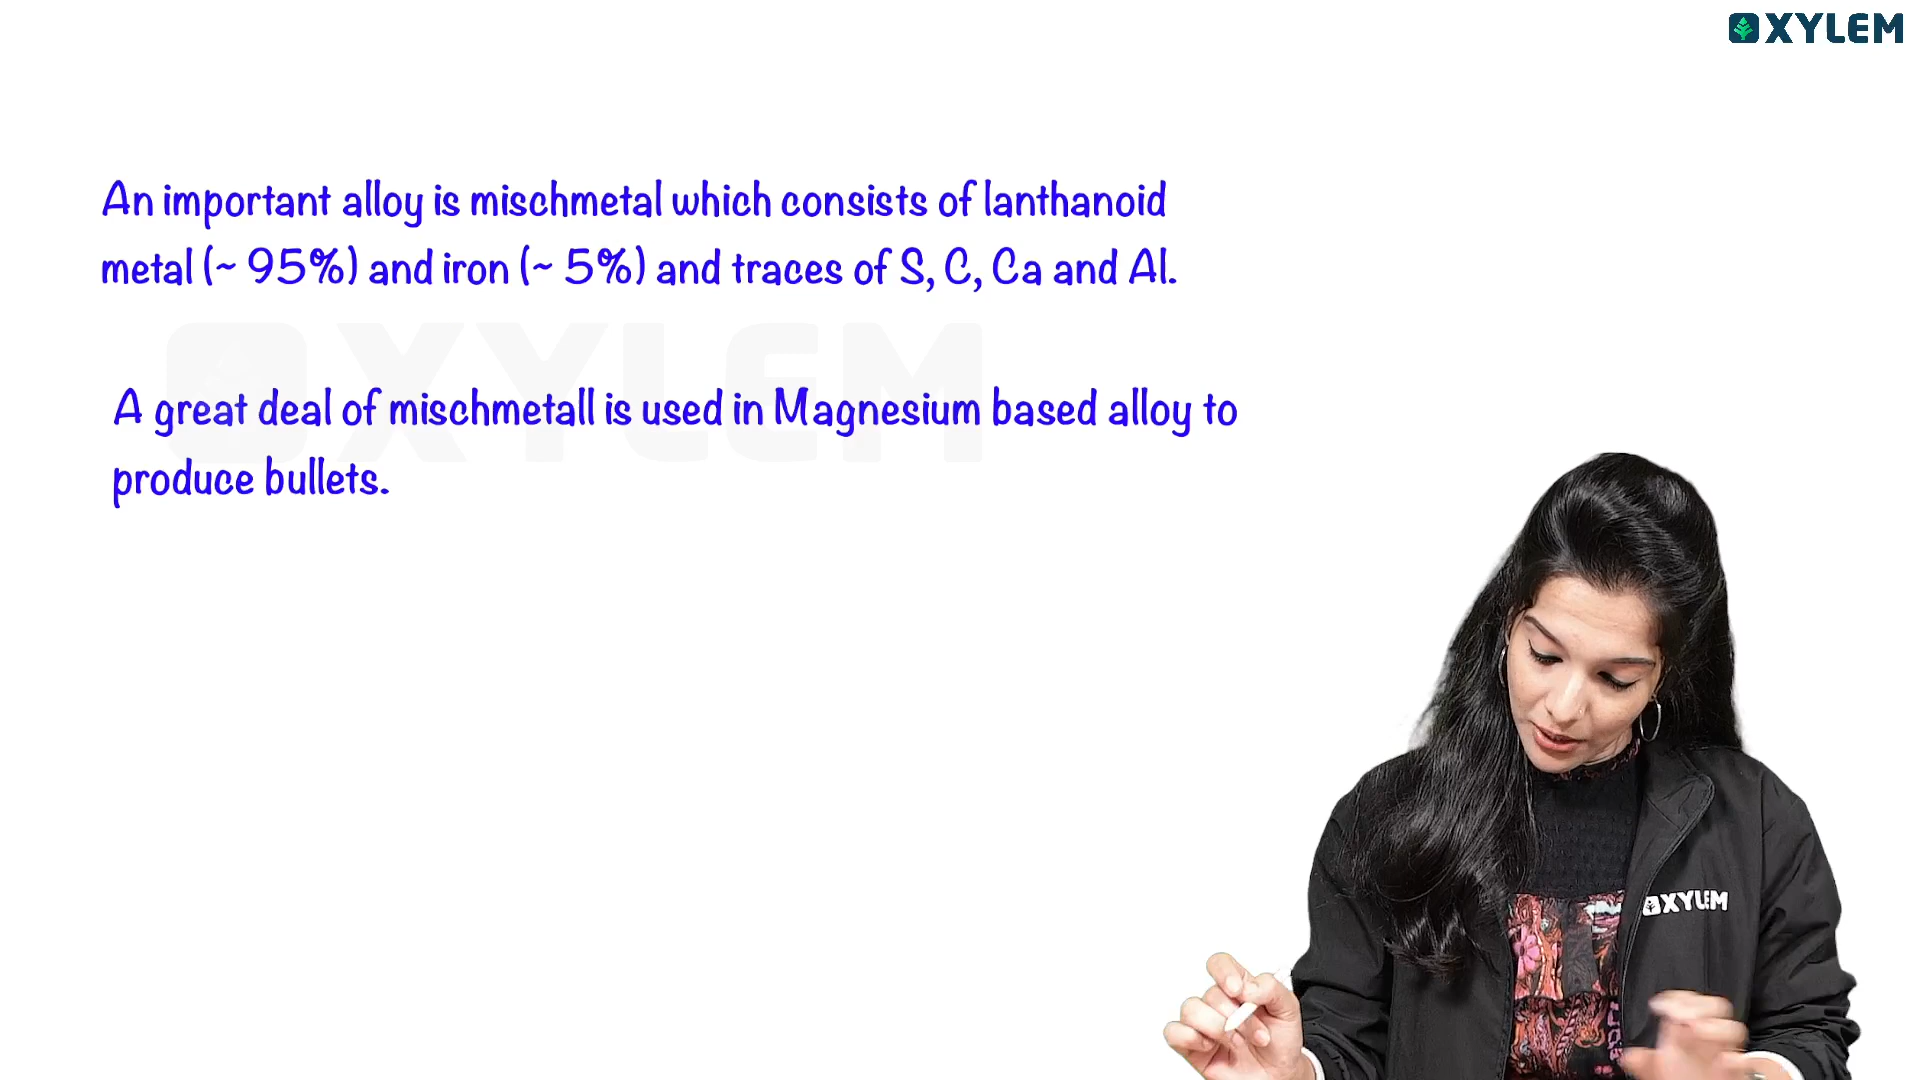 XYLEM
An important alloy is mischmetal which consists of lanthanoid
metal (~ 95%) and iron (~ 5%) and traces of S, C, Ca and Al.
XYLEM
A great deal of mischmetall is used in Magnesium based alloy to
produce bullets.
XYLEM